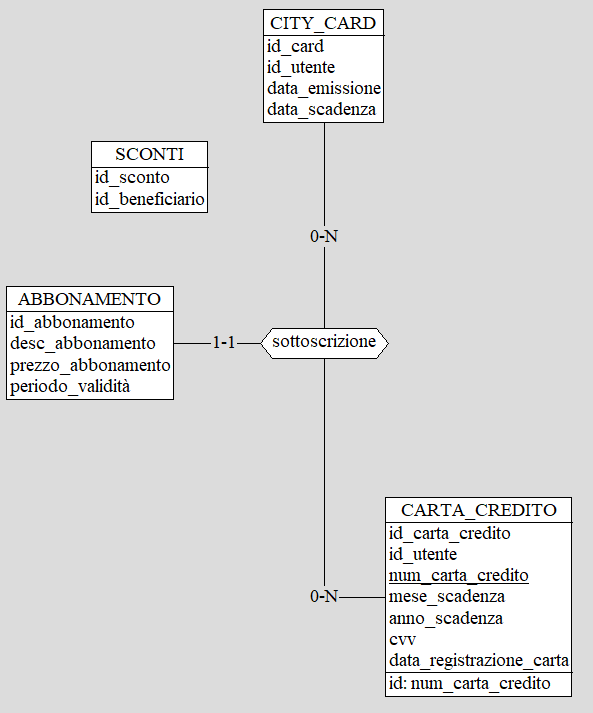 CITY_CARD
id_card
id_utente
data_emissione
data_scadenza
SCONTI
id_sconto
id_beneficiario
0-N
ABBONAMENTO
id_abbonamento
desc_abbonamento
prezzo_abbonamento
periodo_validità
1-1
sottoscrizione
CARTA_CREDITO
id_carta_credito
id_utente
num_carta_credito
mese_scadenza
anno_scadenza
cvv
data_registrazione_carta
id: num_carta_credito
0-N